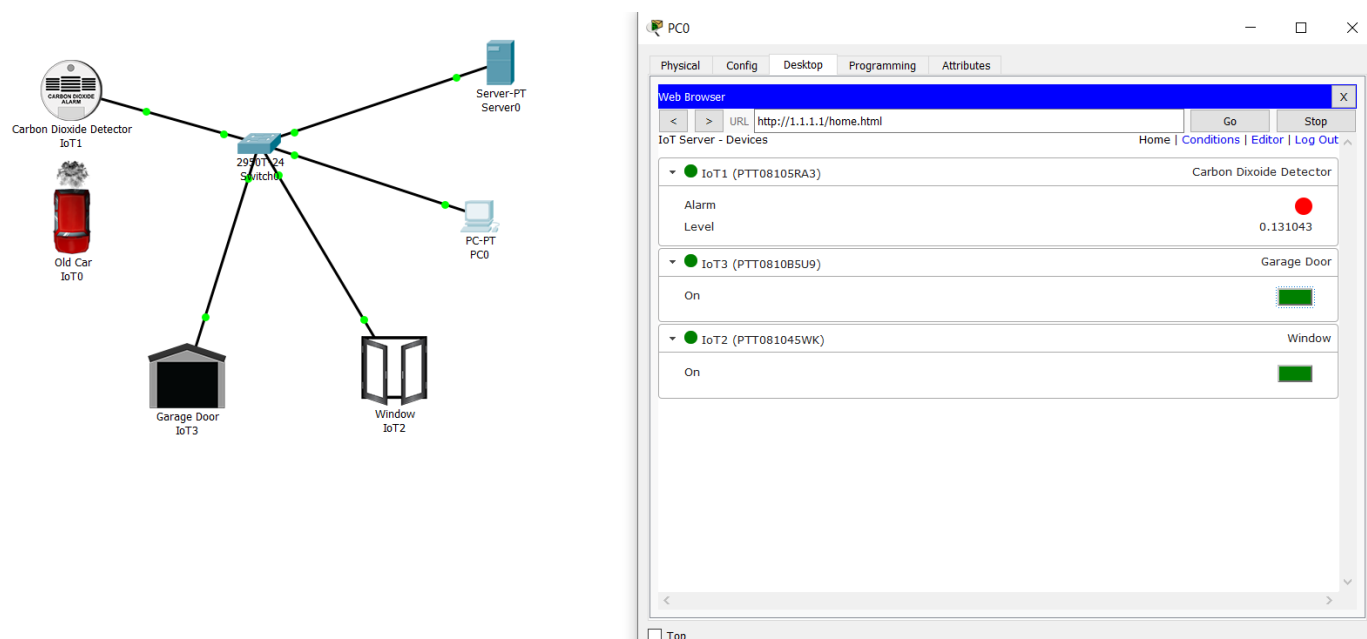 CARBON DIOXIDE
ALARM
Carbon Dioxide Detector
IoT1
Old Car
IoT0
2950T-24
Switch0
Server-PT
Server0
PC-PT
PC0
Garage Door
IoT3
Window
IoT2
PC0
Physical Config Desktop Programming Attributes
Web Browser X
< > URL http://1.1.1.1/home.html Go Stop
IoT Server - Devices Home | Conditions | Editor | Log Out
IoT1 (PTT08105RA3) Carbon Dixoide Detector
Alarm
Level 0.131043
IoT3 (PTT0810B5U9) Garage Door
On
IoT2 (PTT081045WK) Window
On
Top